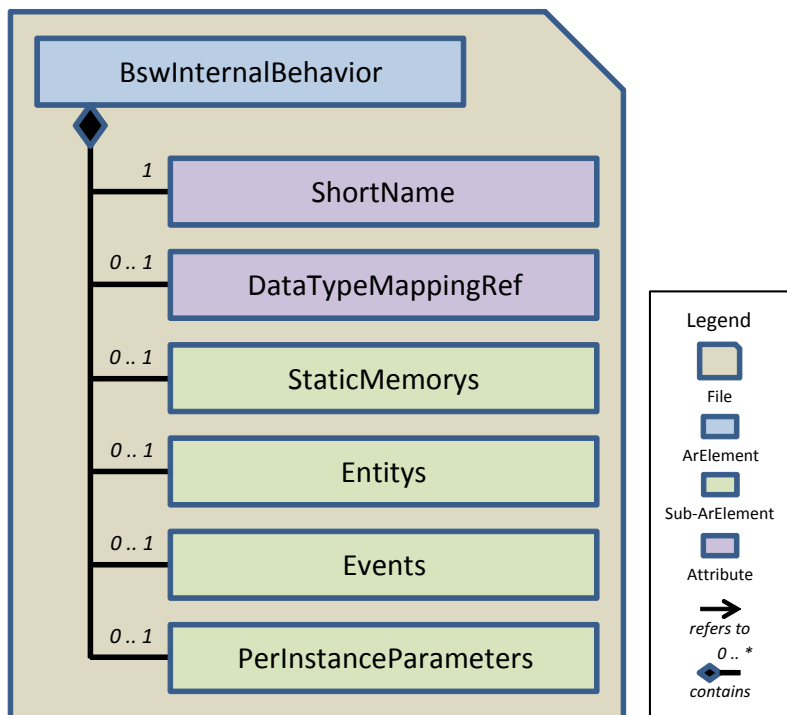 BswInternalBehavior
1
ShortName
0 .. 1
DataTypeMappingRef
0 .. 1
StaticMemorys
0 .. 1
Entitys
0 .. 1
Events
0 .. 1
PerInstanceParameters
Legend
File
ArElement
Sub-ArElement
Attribute
refers to
0 .. *
contains